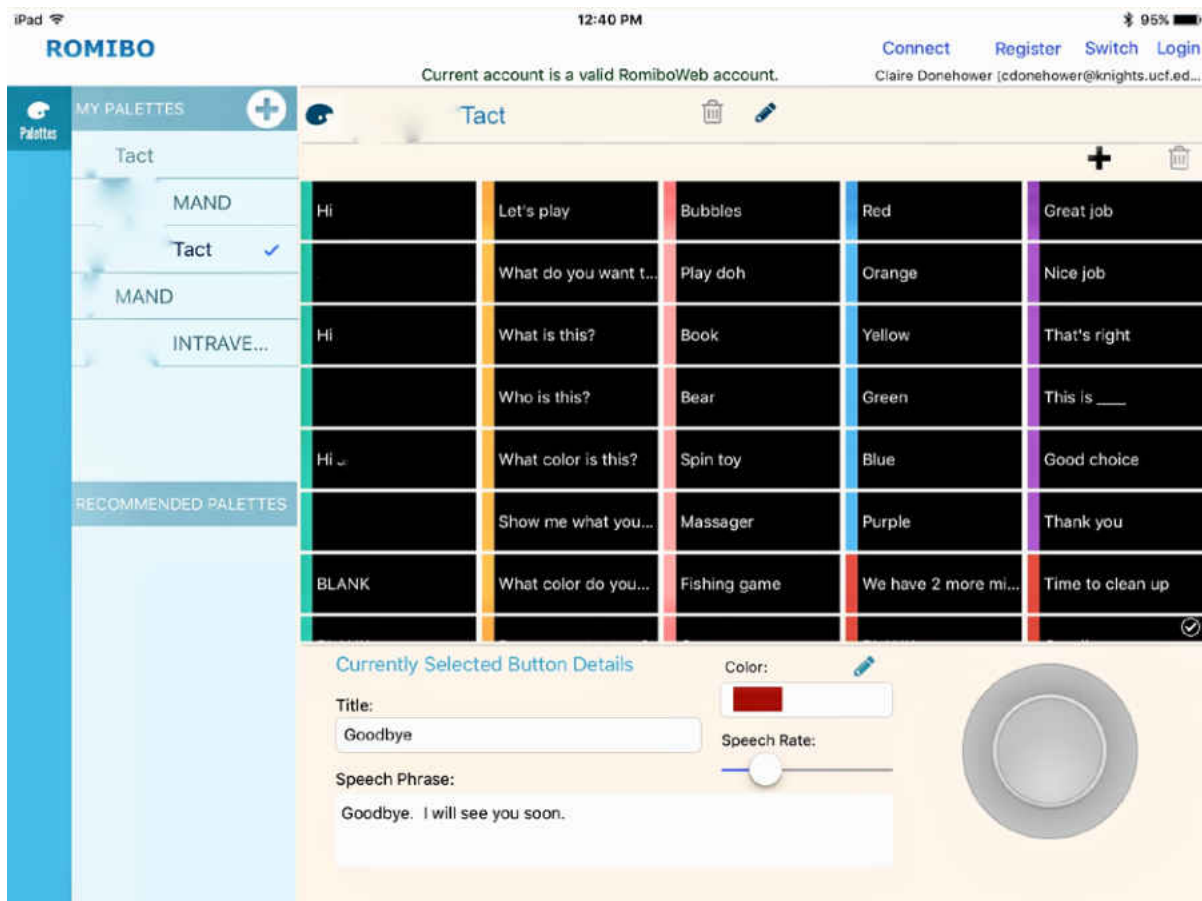 iPad 12:40 PM 95%
ROMIBO
Connect Register Switch Login
Current account is a valid RomiboWeb account. Claire Donehower (cdonehower@knights.ucf.ed...
Palettes
MY PALETTES
Tact
MAND
Tact
MAND
INTRAVE...
RECOMMENDED PALETTES
Tact
Hi Let's play Bubbles Red Great job
What do you want t... Play doh Orange Nice job
Hi What is this? Book Yellow That's right
Who is this? Bear Green This is ____
Hi What color is this? Spin toy Blue Good choice
Show me what you... Massager Purple Thank you
BLANK What color do you... Fishing game We have 2 more mi... Time to clean up
Currently Selected Button Details
Color:
Title:
Goodbye
Speech Rate:
Speech Phrase:
Goodbye. I will see you soon.